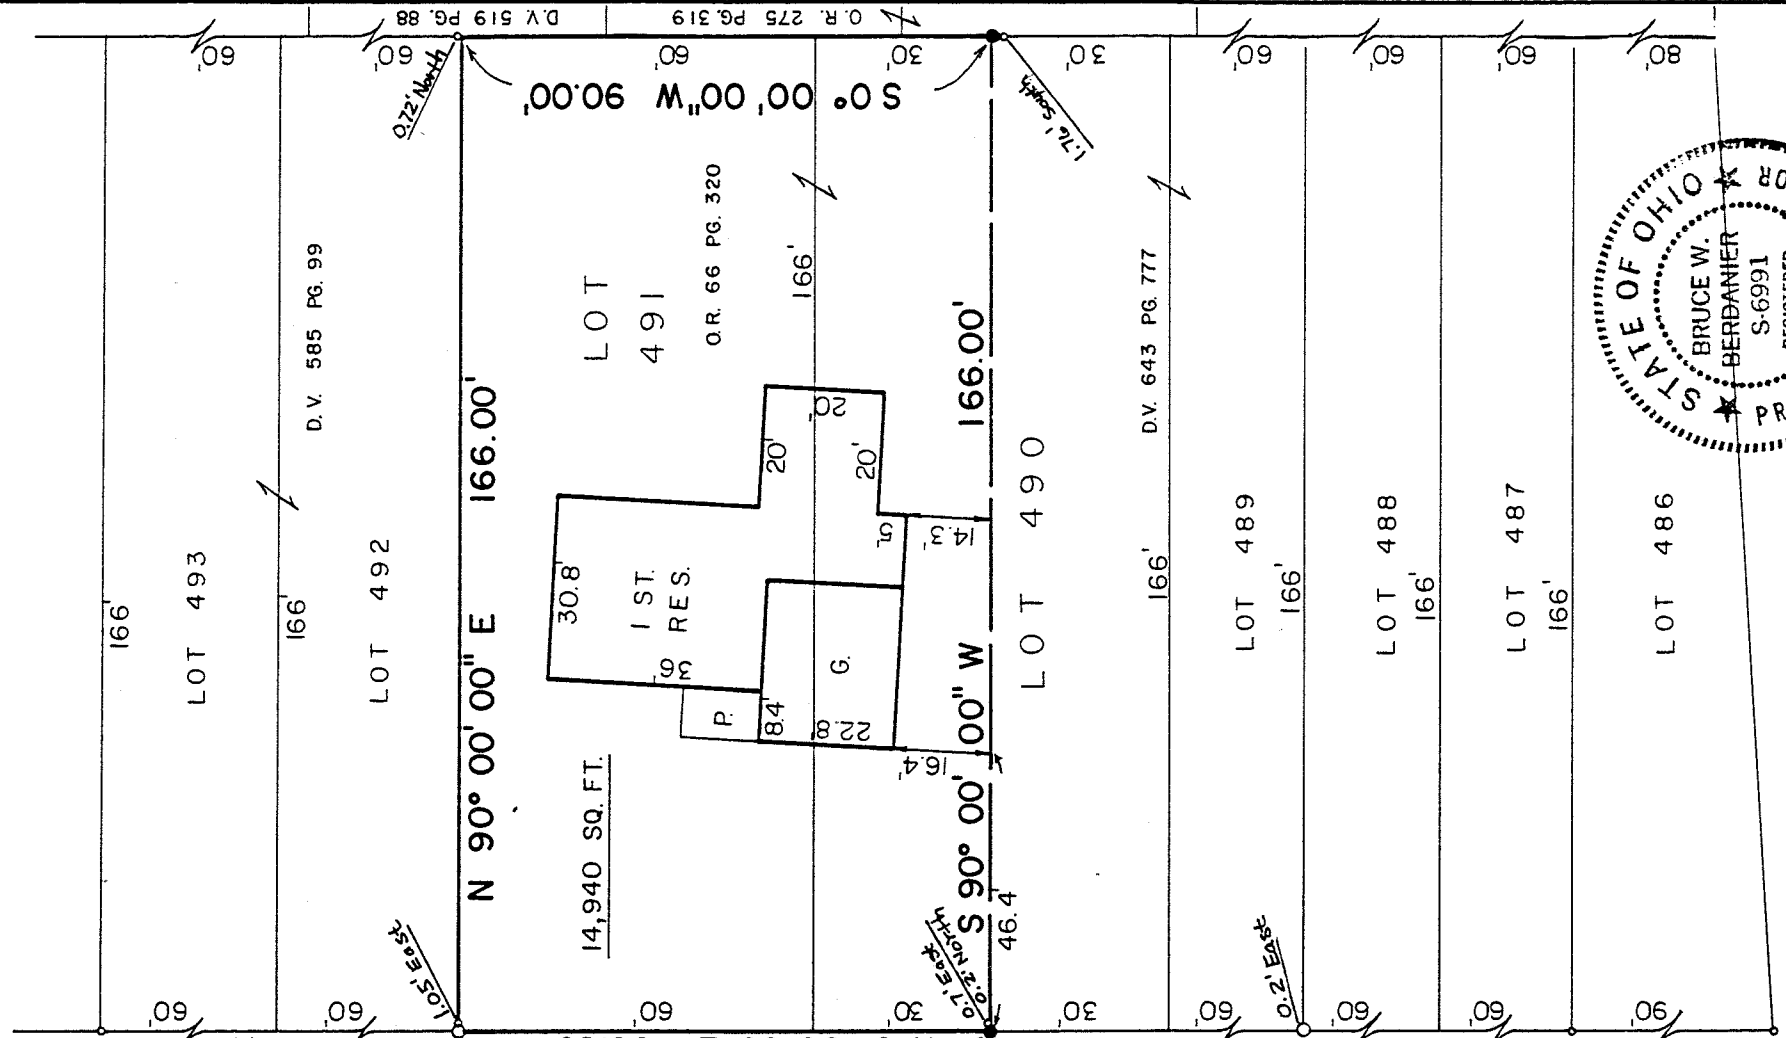 D.V. 519 PG. 88
O.R. 275 PG. 319
60'
60'
60'
30'
30'
60'
60'
60'
80'
0.72' North
S 0° 00' 00" W 90.00'
1.76' South
D.V. 585 PG. 99
LOT
491
O.R. 66 PG. 320
166'
D.V. 643 PG. 777
STATE OF OHIO
BRUCE W.
BERDANIER
S-6991
N 90° 00' 00" E 166.00'
S 90° 00' 00" W 166.00'
20'
20'
20'
5'
14.3'
30.8'
1 ST.
RES.
36'
P.
8.4'
22.8'
G.
16.4'
166'
LOT 493
166'
LOT 492
LOT 490
166'
LOT 489
166'
LOT 488
166'
LOT 487
166'
LOT 486
14,940 SQ. FT.
46.4'
1.05' East
0.7' East
0.2' North
0.2' East
60'
60'
60'
30'
30'
60'
60'
60'
90'